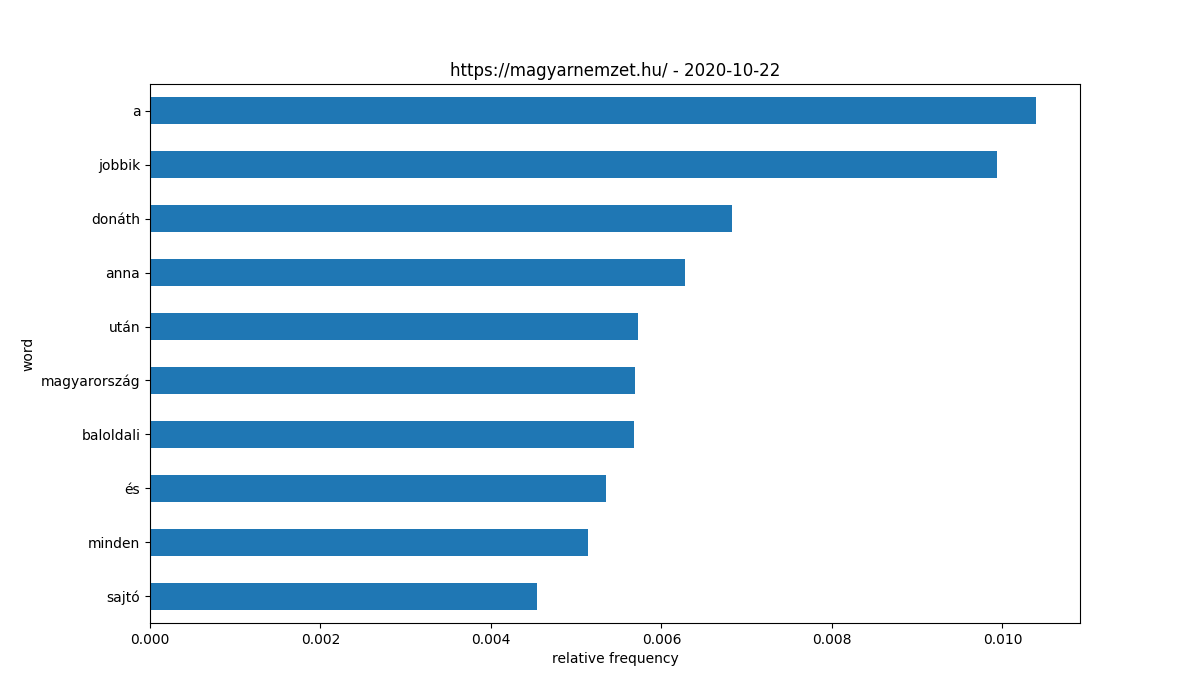 https://magyarnemzet.hu/ - 2020-10-22
a
jobbik
donáth
anna
után
magyarország
baloldali
és
minden
sajtó
word
0.000 0.002 0.004 0.006 0.008 0.010
relative frequency